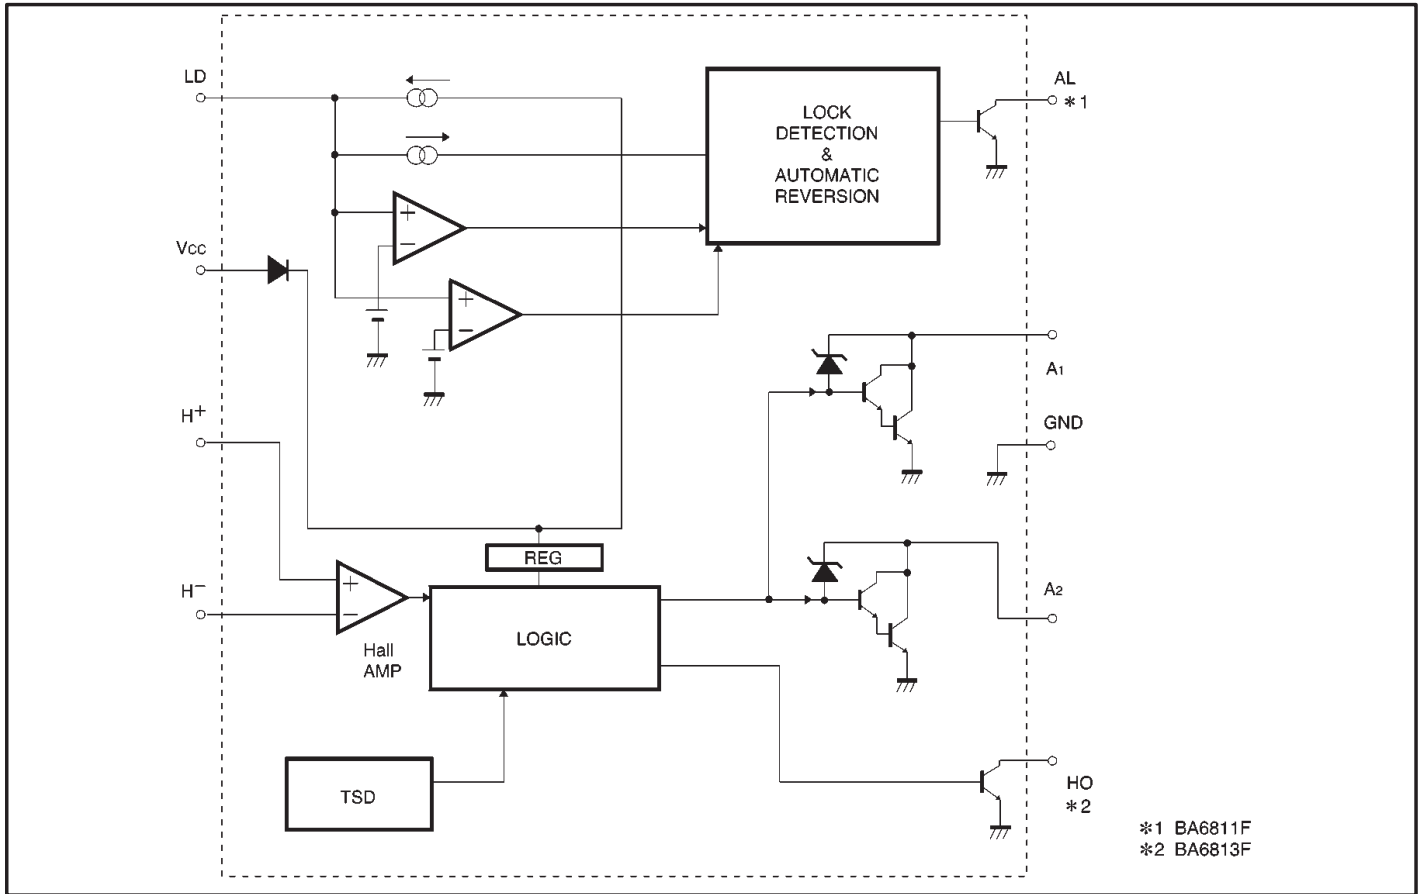 LD
LOCK
DETECTION
&
AUTOMATIC
REVERSION
AL
*1
+
−
Vcc
+
−
A1
H+
GND
REG
+
−
H−
LOGIC
A2
Hall
AMP
TSD
HO
*2
*1 BA6811F
*2 BA6813F